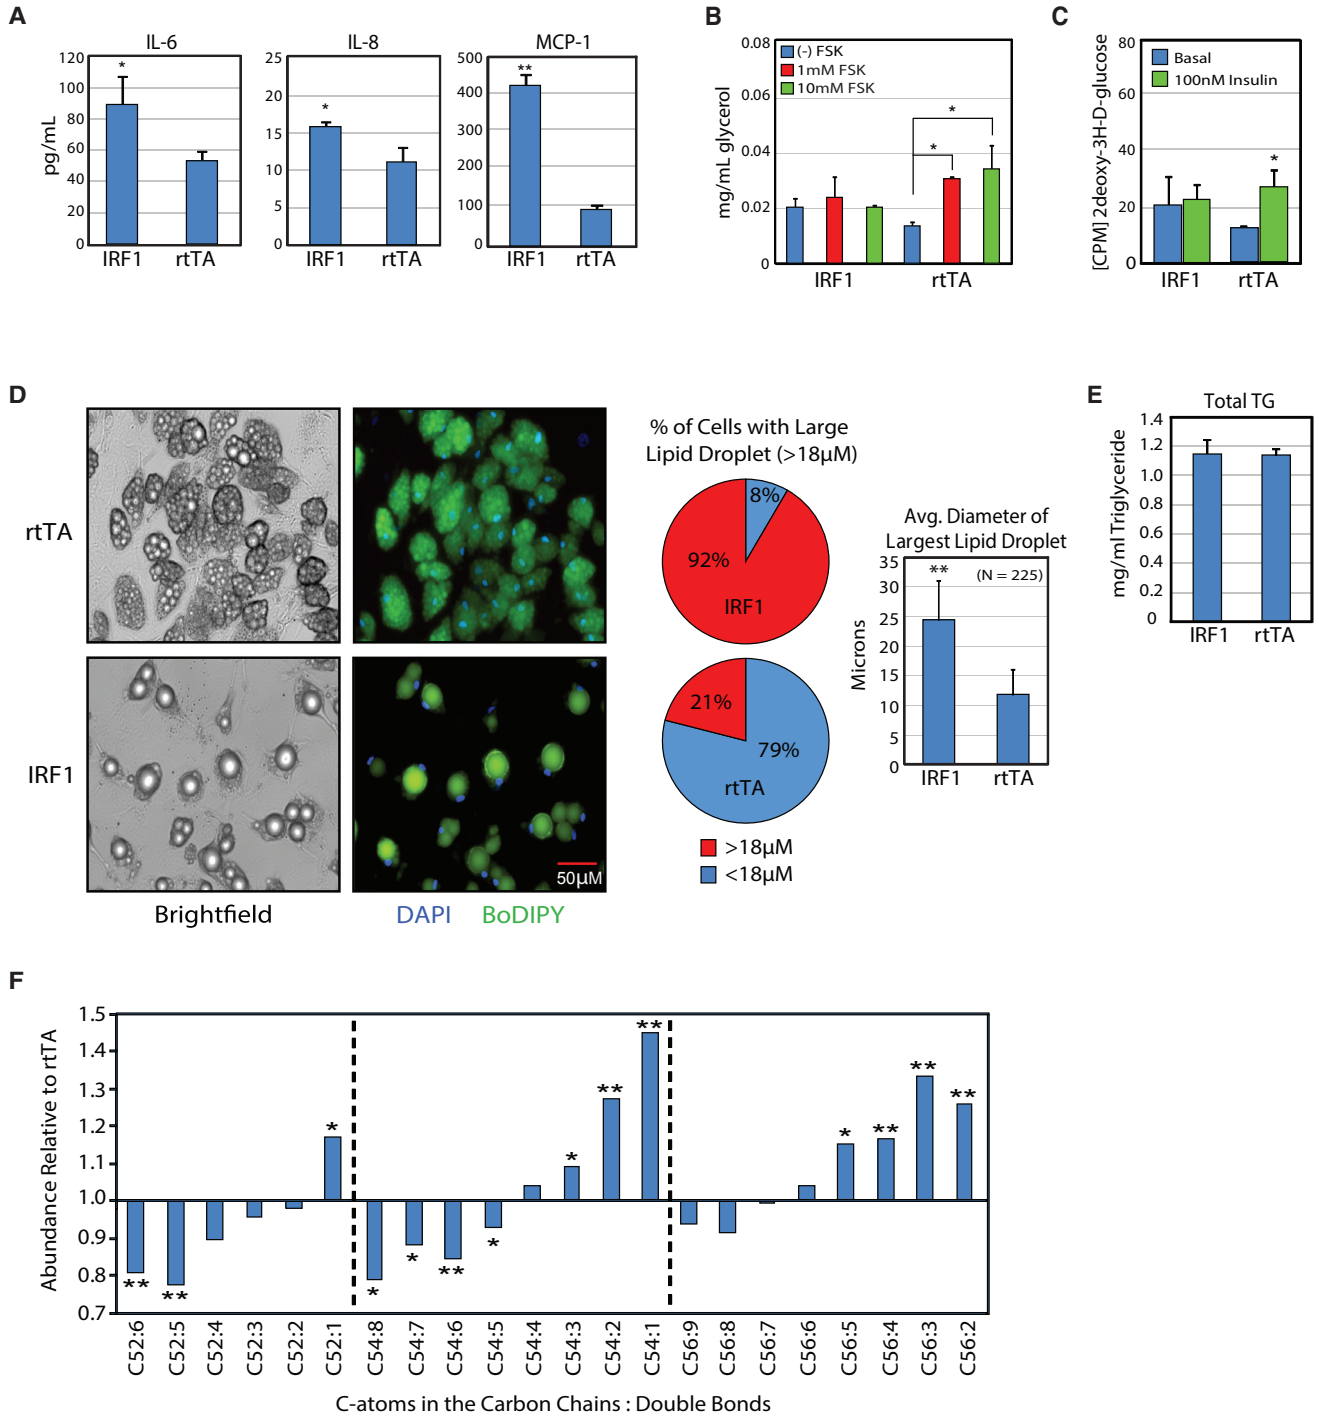 A
IL-6
IL-8
MCP-1
pg/mL
120
100
80
60
40
20
0
*
IRF1
rtTA
25
20
15
10
5
0
*
IRF1
rtTA
500
400
300
200
100
0
**
IRF1
rtTA
B
mg/mL glycerol
0.08
0.06
0.04
0.02
0
(-) FSK
1mM FSK
10mM FSK
*
*
IRF1
rtTA
C
[CPM] 2deoxy-3H-D-glucose
80
60
40
20
0
Basal
100nM Insulin
*
IRF1
rtTA
D
rtTA
IRF1
50µM
Brightfield
DAPI BoDIPY
% of Cells with Large
Lipid Droplet (>18µM)
8%
92%
IRF1
21%
79%
rtTA
>18µM
<18µM
Avg. Diameter of
Largest Lipid Droplet
Microns
35
30
25
20
15
10
5
0
**
(N = 225)
IRF1
rtTA
E
Total TG
mg/ml Triglyceride
1.4
1.2
1.0
0.8
0.6
0.4
0.2
0
IRF1
rtTA
F
Abundance Relative to rtTA
1.5
1.4
1.3
1.2
1.1
1.0
0.9
0.8
0.7
**
**
*
*
*
**
*
*
**
**
*
**
**
**
C52:6
C52:5
C52:4
C52:3
C52:2
C52:1
C54:8
C54:7
C54:6
C54:5
C54:4
C54:3
C54:2
C54:1
C56:9
C56:8
C56:7
C56:6
C56:5
C56:4
C56:3
C56:2
C-atoms in the Carbon Chains : Double Bonds